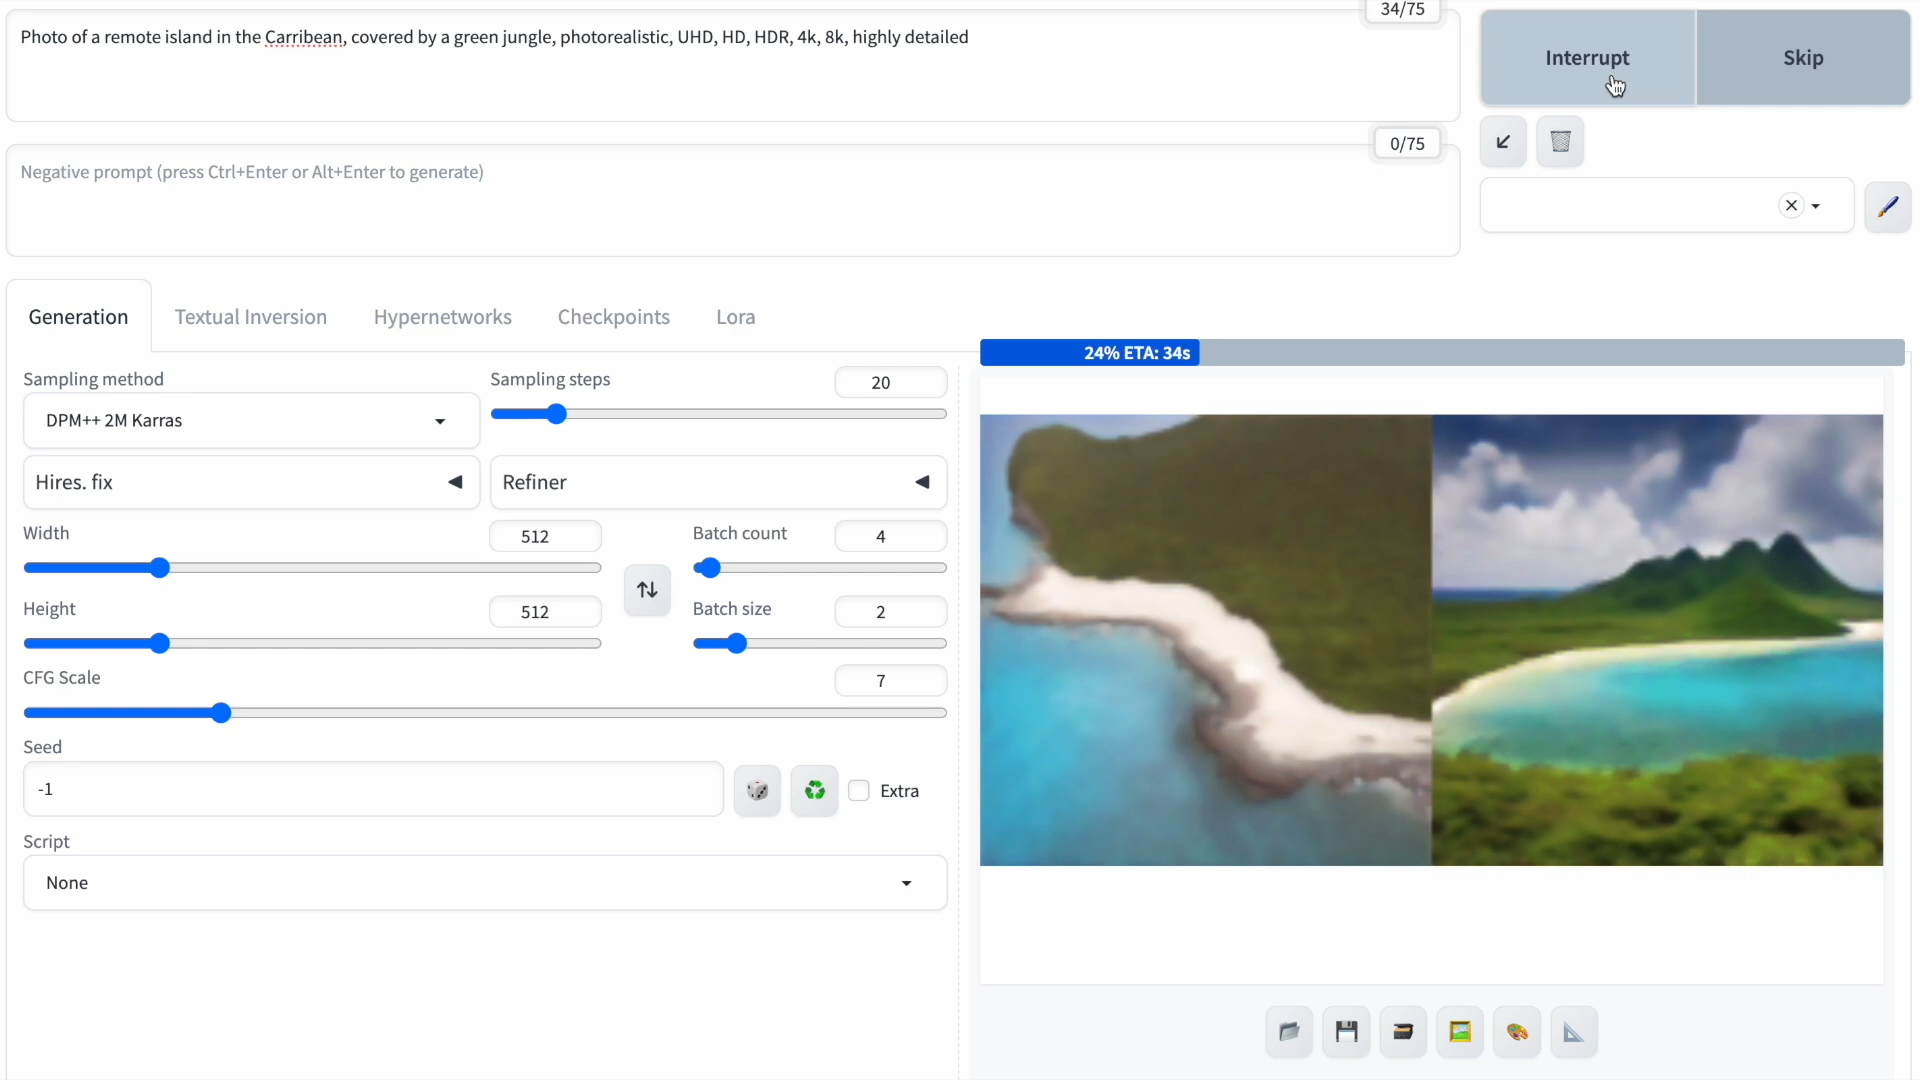 34/75
Photo of a remote island in the Carribean, covered by a green jungle, photorealistic, UHD, HD, HDR, 4k, 8k, highly detailed
Interrupt
Skip
0/75
Negative prompt (press Ctrl+Enter or Alt+Enter to generate)
Generation
Textual Inversion
Hypernetworks
Checkpoints
Lora
24% ETA: 34s
Sampling method
Sampling steps
20
DPM++ 2M Karras
Hires. fix
Refiner
Width
512
Batch count
4
Height
512
Batch size
2
CFG Scale
7
Seed
-1
Extra
Script
None